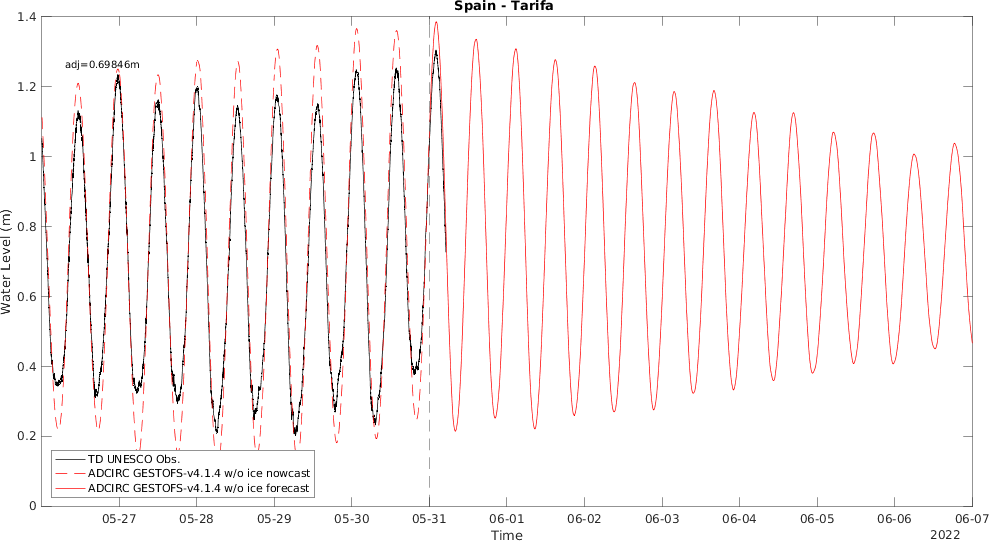 Spain - Tarifa
1.4
1.2
1
0.8
0.6
0.4
0.2
0
Water Level (m)
adj=0.69846m
TD UNESCO Obs.
ADCIRC GESTOFS-v4.1.4 w/o ice nowcast
ADCIRC GESTOFS-v4.1.4 w/o ice forecast
05-27 05-28 05-29 05-30 05-31 06-01 06-02 06-03 06-04 06-05 06-06 06-07
Time
2022